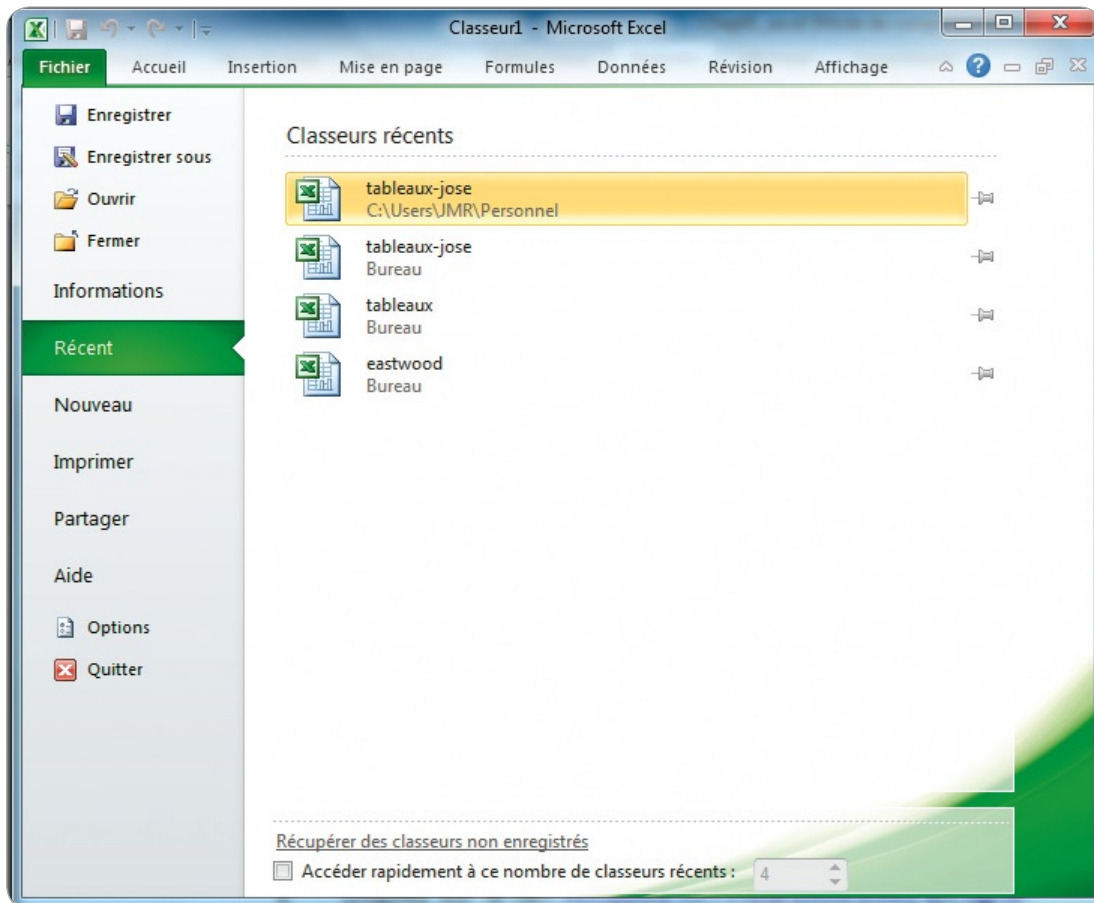 Classeur1 - Microsoft Excel
Fichier Accueil Insertion Mise en page Formules Données Révision Affichage
Enregistrer
Enregistrer sous
Ouvrir
Fermer
Informations
Récent
Nouveau
Imprimer
Partager
Aide
Options
Quitter
Classeurs récents
tableaux-jose
C:\Users\JMR\Personnel
tableaux-jose
Bureau
tableaux
Bureau
eastwood
Bureau
Récupérer des classeurs non enregistrés
Accéder rapidement à ce nombre de classeurs récents : 4